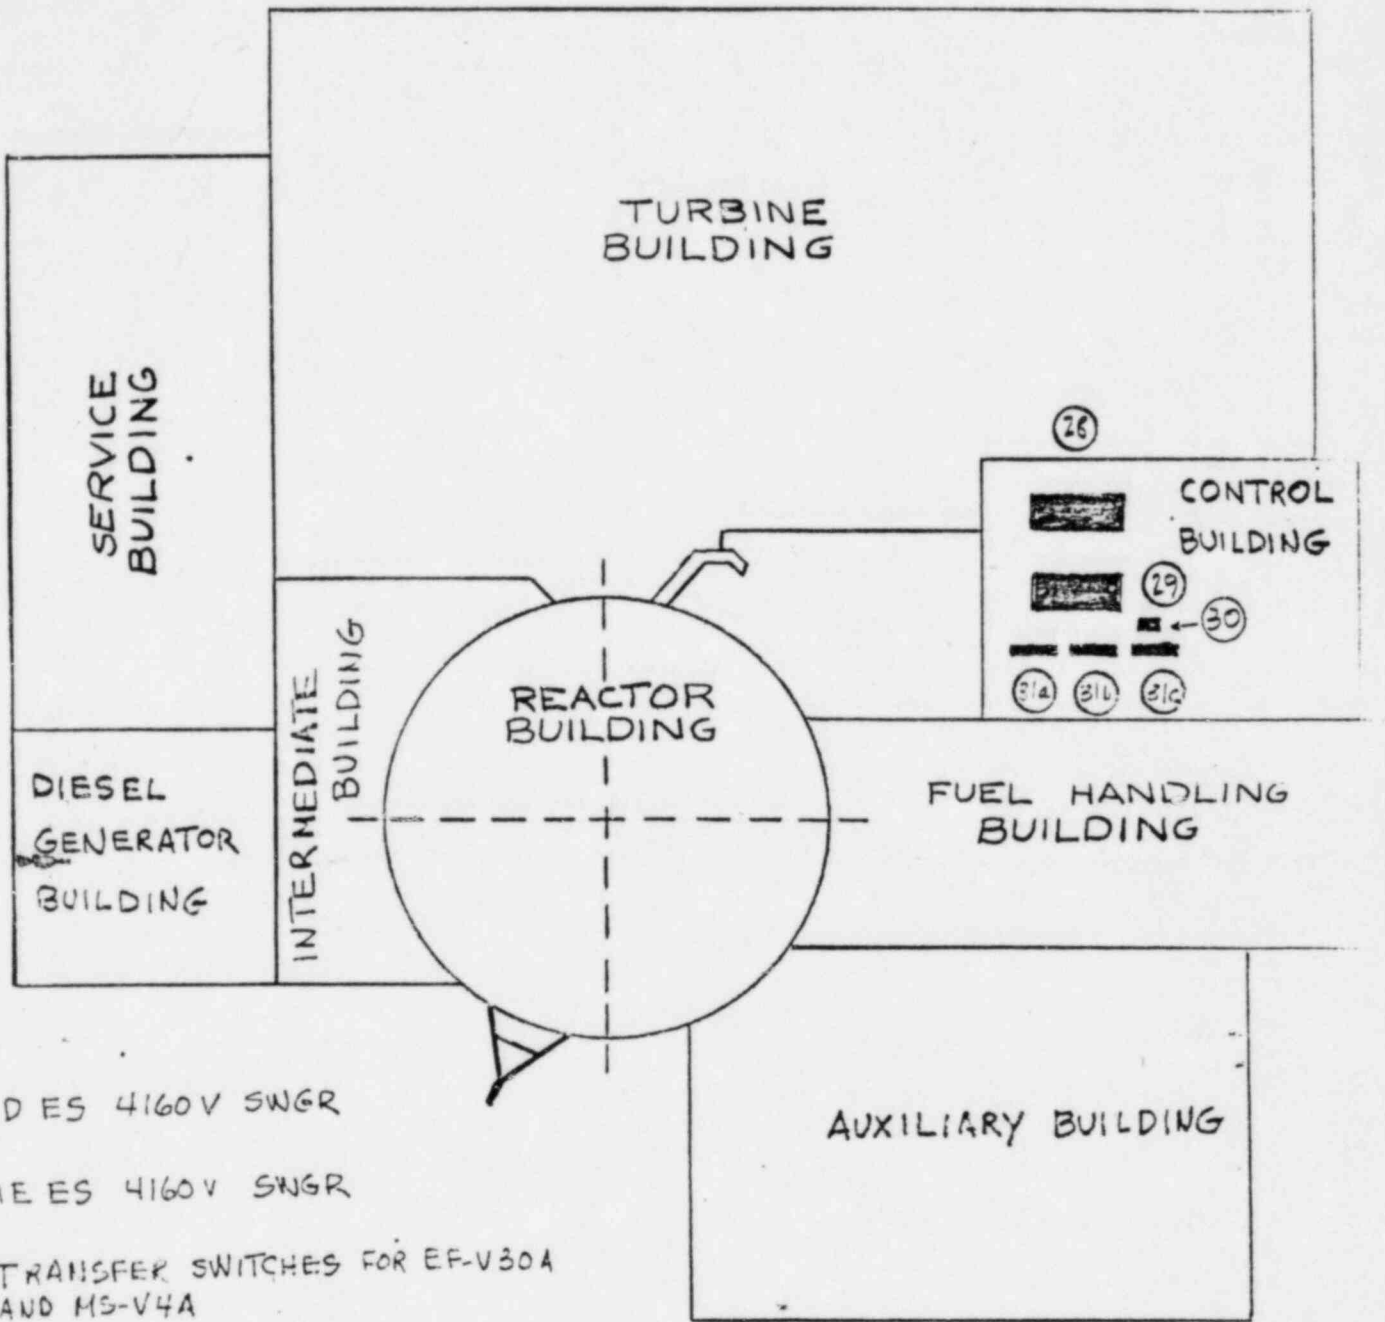 TURBINE
BUILDING
SERVICE
BUILDING
28
CONTROL
BUILDING
29
30
31a
31b
31c
INTERMEDIATE
BUILDING
REACTOR
BUILDING
DIESEL
GENERATOR
BUILDING
FUEL HANDLING
BUILDING
AUXILIARY BUILDING
D ES 4160V SWGR
E ES 4160V SWGR
TRANSFER SWITCHES FOR EF-V30A
AND MS-V4A